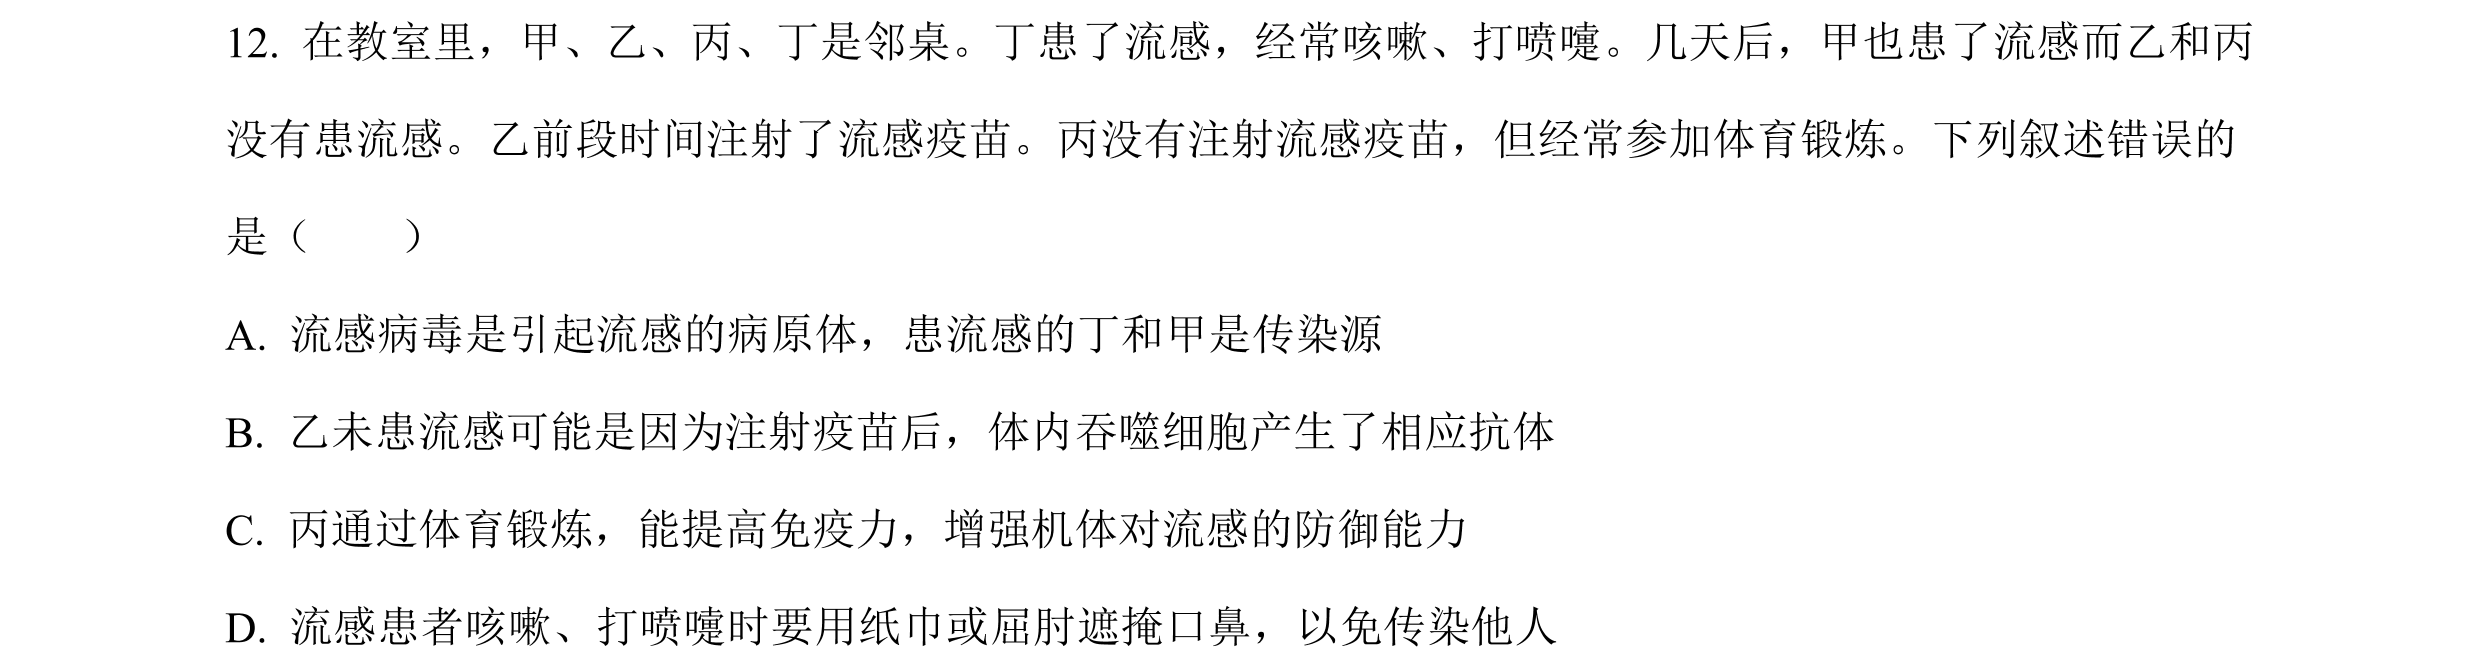 12. 在教室里，甲、乙、丙、丁是邻桌。丁患了流感，经常咳嗽、打喷嚏。几天后，甲也患了流感而乙和丙
没有患流感。乙前段时间注射了流感疫苗。丙没有注射流感疫苗，但经常参加体育锻炼。下列叙述错误的
是（　　）
A. 流感病毒是引起流感的病原体，患流感的丁和甲是传染源
B. 乙未患流感可能是因为注射疫苗后，体内吞噬细胞产生了相应抗体
C. 丙通过体育锻炼，能提高免疫力，增强机体对流感的防御能力
D. 流感患者咳嗽、打喷嚏时要用纸巾或屈肘遮掩口鼻，以免传染他人